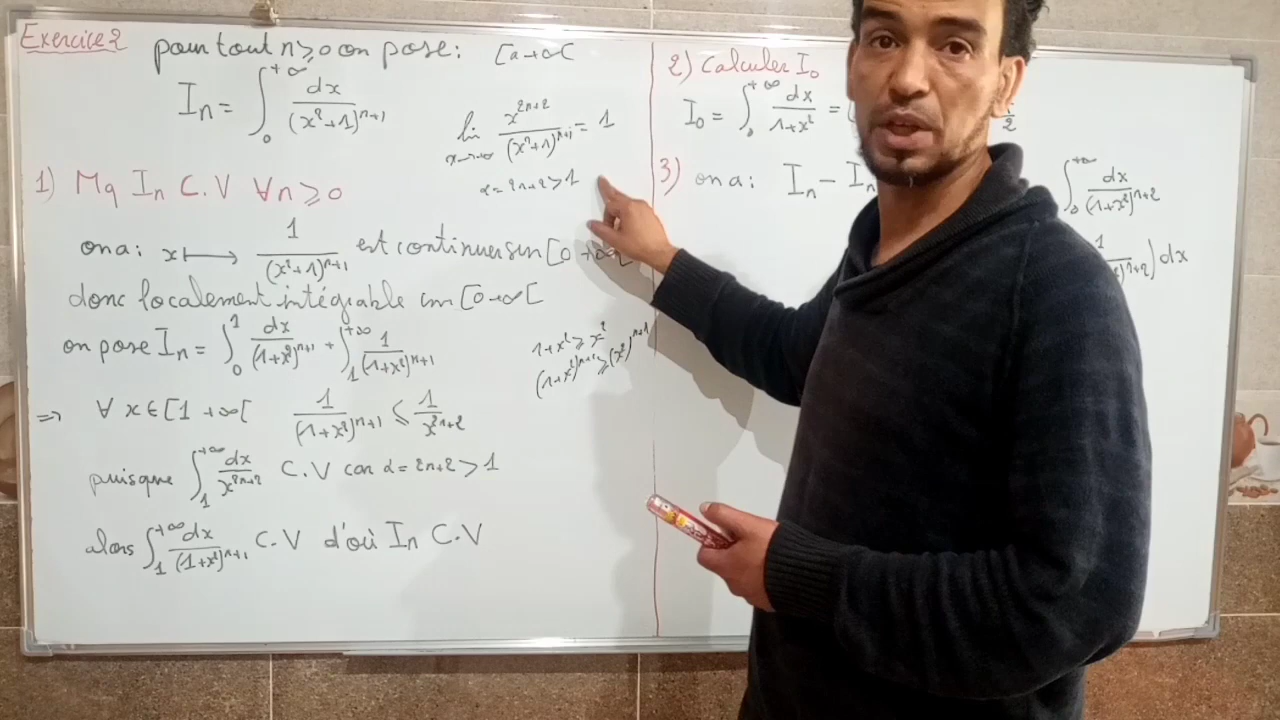 Exercice 2
pour tout n ⩾ 0 on pose : [a → ∝[
In = ∫₀^{+∞} dx / (x² + 1)^{n+1}
lim_{x→+∞} x^{2n+2} / (x² + 1)^{n+1} = 1
α = 2n+2 > 1
1) Mq In C.V ∀n ⩾ 0
on a : x ⟼ 1 / (x² + 1)^{n+1} est continue sur [0 +∞[
donc localement intégrable sur [0 +∞[
on pose In = ∫₀^1 dx / (1+x²)^{n+1} + ∫₁^{+∞} 1 / (1+x²)^{n+1}
1+x² ⩾ x²
(1+x²)^{n+1} ⩾ (x²)^{n+1}
⇒ ∀ x ∈ [1 +∞[ 1 / (1+x²)^{n+1} ⩽ 1 / x^{2n+2}
puisque ∫₁^{+∞} dx / x^{2n+2} C.V car α = 2n+2 > 1
alors ∫₁^{+∞} dx / (1+x²)^{n+1} C.V d'où In C.V
2) Calculer I₀
I₀ = ∫₀^{+∞} dx / 1+x² =
3) on a : In − In ∫₀^{+∞} dx / (1+x²)^{n+2}
dx